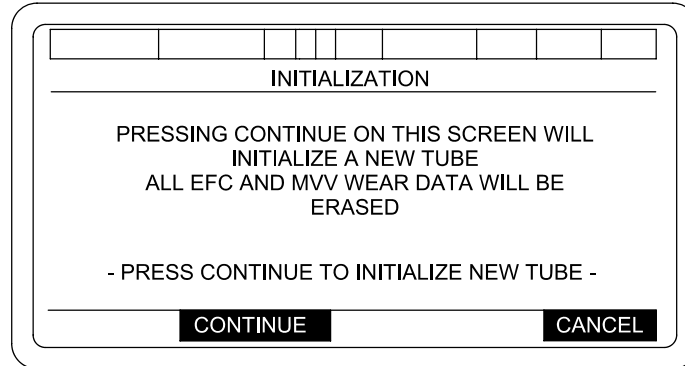 INITIALIZATION
PRESSING CONTINUE ON THIS SCREEN WILL
INITIALIZE A NEW TUBE
ALL EFC AND MVV WEAR DATA WILL BE
ERASED
- PRESS CONTINUE TO INITIALIZE NEW TUBE -
CONTINUE CANCEL